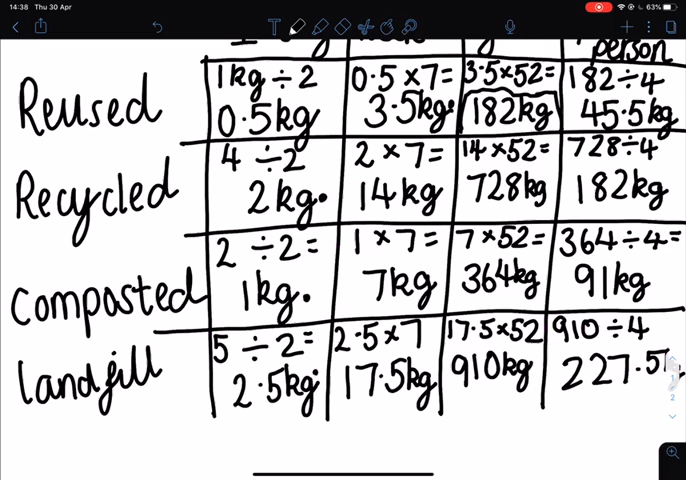 14:38 Thu 30 Apr
63%
person
Reused
1kg ÷ 2
0.5kg
0.5 × 7 =
3.5kg.
3.5 × 52 =
182kg
182 ÷ 4
45.5kg
Recycled
4 ÷ 2
2kg.
2 × 7 =
14kg
14 × 52 =
728kg
728 ÷ 4
182kg
Composted
2 ÷ 2 =
1kg.
1 × 7 =
7kg
7 × 52 =
364kg
364 ÷ 4 =
91kg
landfill
5 ÷ 2 =
2.5kg
2.5 × 7
17.5kg
17.5 × 52
910kg
910 ÷ 4
227.5
2